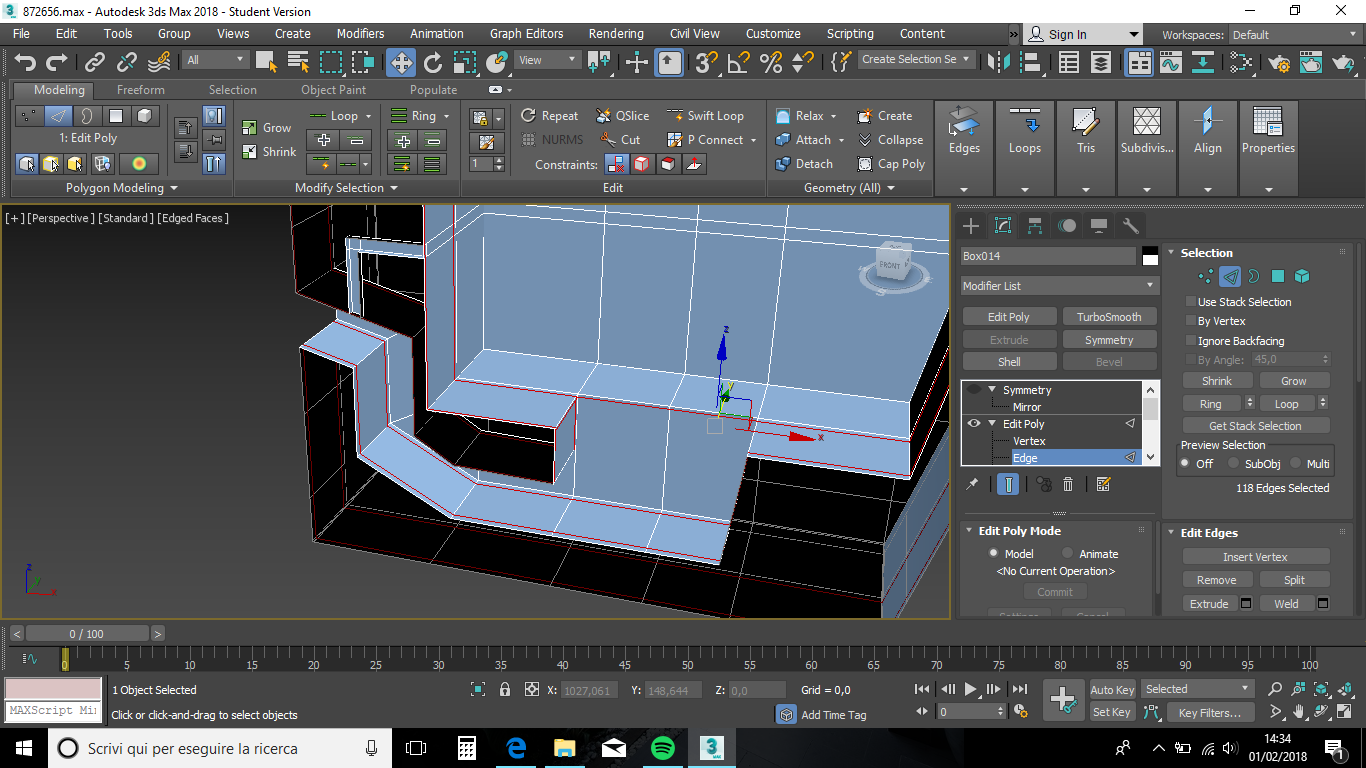 872656.max - Autodesk 3ds Max 2018 - Student Version
File Edit Tools Group Views Create Modifiers Animation Graph Editors Rendering Civil View Customize Scripting Content » Sign In Workspaces: Default
All View Create Selection Se
Modeling Freeform Selection Object Paint Populate
1: Edit Poly
Polygon Modeling
Grow
Shrink
Loop Ring
Modify Selection
1
Repeat QSlice Swift Loop
NURMS Cut P Connect
Constraints:
Edit
Relax Create
Attach Collapse
Detach Cap Poly
Geometry (All)
Edges Loops Tris Subdivis... Align Properties
[+] [Perspective] [Standard] [Edged Faces]
FRONT
z
y
x
z
y
x
Box014
Modifier List
Edit Poly TurboSmooth
Extrude Symmetry
Shell Bevel
Symmetry
Mirror
Edit Poly
Vertex
Edge
Edit Poly Mode
Model Animate
<No Current Operation>
Commit
Settings Cancel
Selection
Use Stack Selection
By Vertex
Ignore Backfacing
By Angle: 45,0
Shrink Grow
Ring Loop
Get Stack Selection
Preview Selection
Off SubObj Multi
118 Edges Selected
Edit Edges
Insert Vertex
Remove Split
Extrude Weld
< 0 / 100 >
0 5 10 15 20 25 30 35 40 45 50 55 60 65 70 75 80 85 90 95 100
1 Object Selected X: 1027,061 Y: 148,644 Z: 0,0 Grid = 0,0
MAXScript Mi
Click or click-and-drag to select objects
Add Time Tag
0
Auto Key Selected
Set Key Key Filters...
Scrivi qui per eseguire la ricerca
3
MAX
14:34
01/02/2018
1